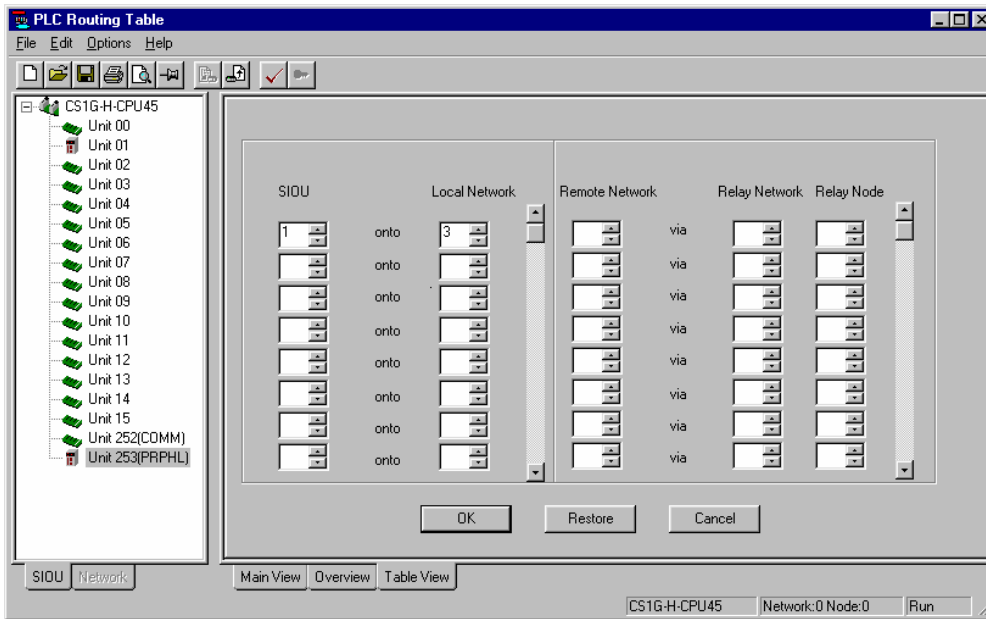 PLC Routing Table
File Edit Options Help
CS1G-H-CPU45
Unit 00
Unit 01
Unit 02
Unit 03
Unit 04
Unit 05
Unit 06
Unit 07
Unit 08
Unit 09
Unit 10
Unit 11
Unit 12
Unit 13
Unit 14
Unit 15
Unit 252(COMM)
Unit 253(PRPHL)
SIOU Network
SIOU Local Network Remote Network Relay Network Relay Node
1 onto 3 via
onto via
onto via
onto via
onto via
onto via
onto via
onto via
OK Restore Cancel
Main View Overview Table View
CS1G-H-CPU45 Network:0 Node:0 Run